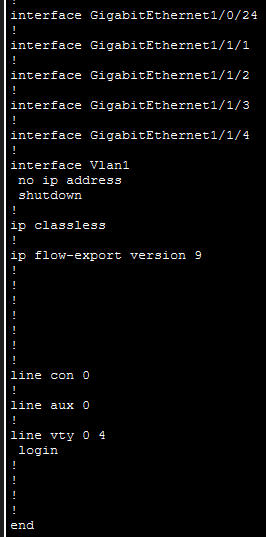 !
interface GigabitEthernet1/0/24
!
interface GigabitEthernet1/1/1
!
interface GigabitEthernet1/1/2
!
interface GigabitEthernet1/1/3
!
interface GigabitEthernet1/1/4
!
interface Vlan1
 no ip address
 shutdown
!
ip classless
!
ip flow-export version 9
!
!
!
!
!
!
!
line con 0
!
line aux 0
!
line vty 0 4
 login
!
!
!
!
end